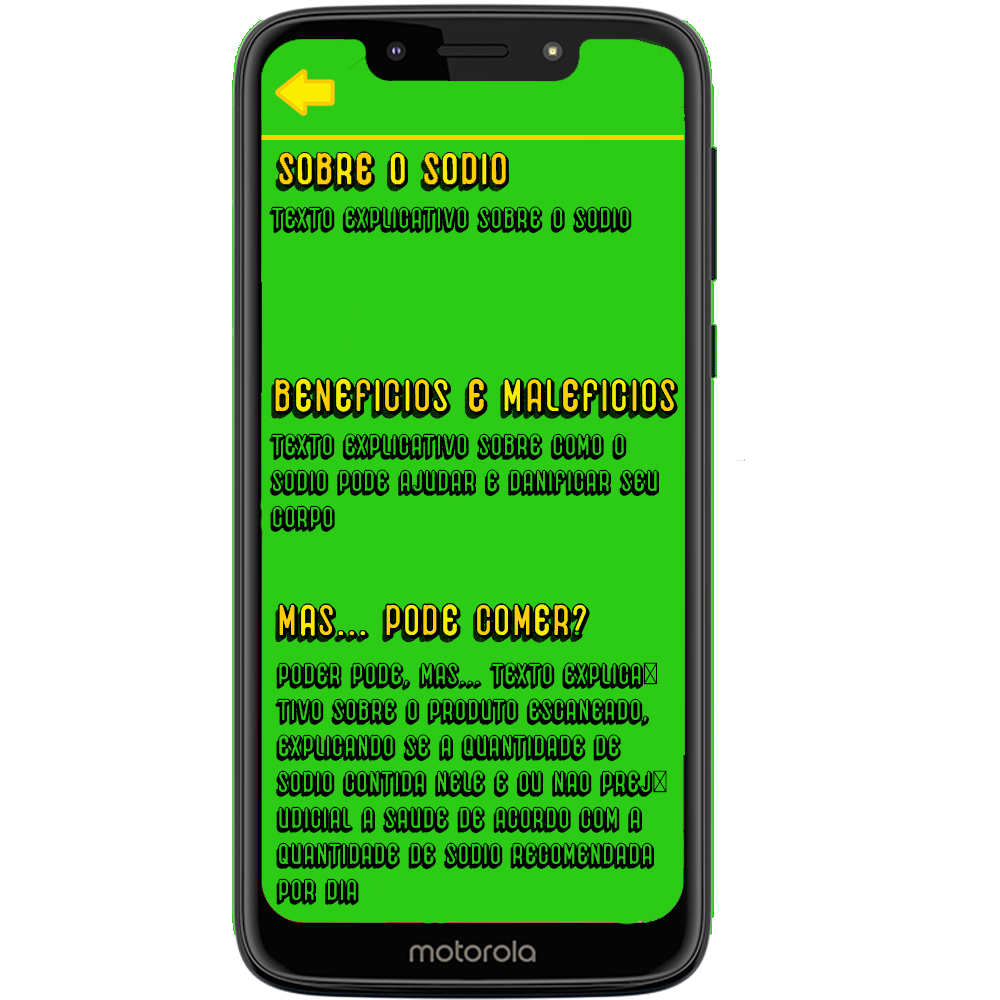 SOBRE O SODIO
TEXTO EXPLICATIVO SOBRE O SODIO
BENEFICIOS E MALEFICIOS
TEXTO EXPLICATIVO SOBRE COMO O
SODIO PODE AJUDAR E DANIFICAR SEU
CORPO
MAS... PODE COMER?
PODER PODE, MAS... TEXTO EXPLICA
TIVO SOBRE O PRODUTO ESCANEADO,
EXPLICANDO SE A QUANTIDADE DE
SODIO CONTIDA NELE E OU NAO PREJ
UDICIAL A SAUDE DE ACORDO COM A
QUANTIDADE DE SODIO RECOMENDADA
POR DIA
motorola